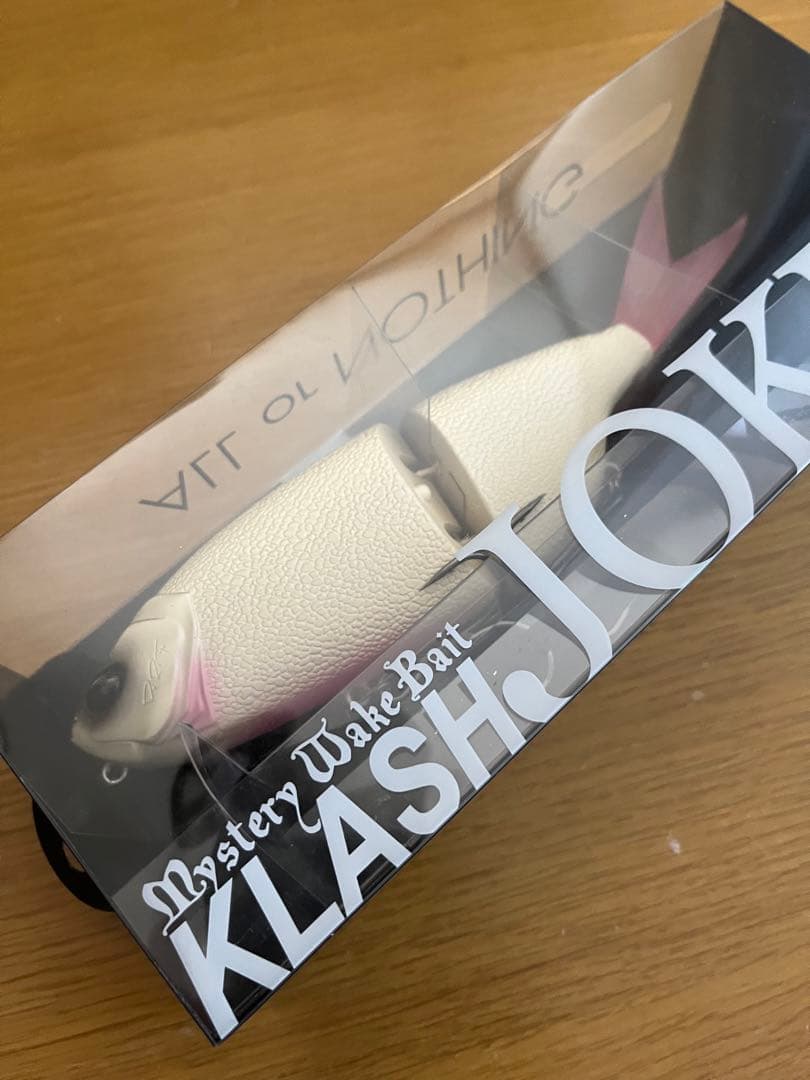 ALL or NOTHING
Mystery Wake Bait
KLASH JOK